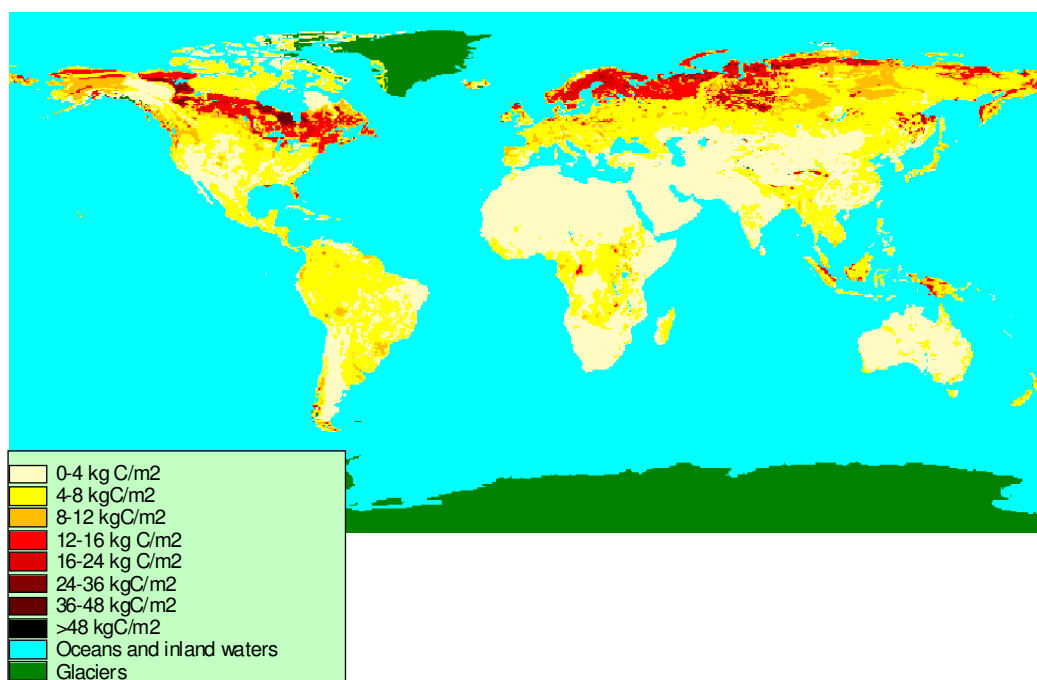 0-4 kg C/m2
4-8 kgC/m2
8-12 kgC/m2
12-16 kg C/m2
16-24 kg C/m2
24-36 kgC/m2
36-48 kgC/m2
>48 kgC/m2
Oceans and inland waters
Glaciers